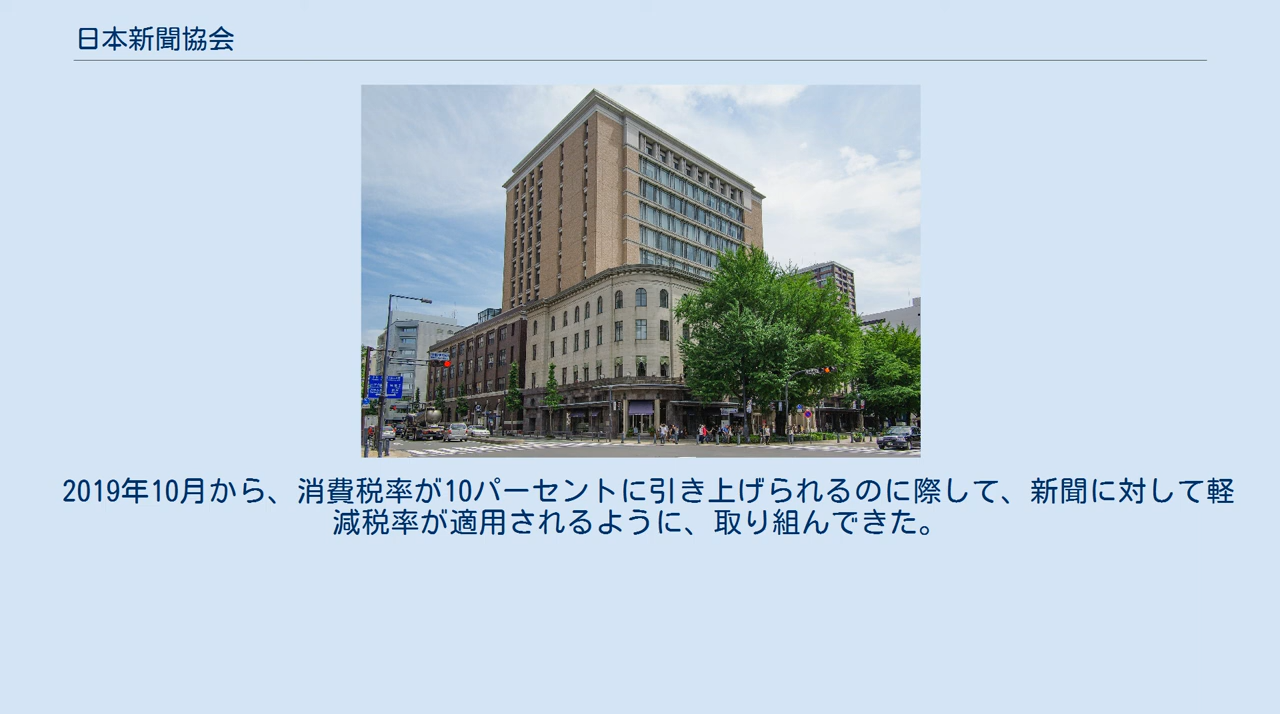 日本新聞協会
2019年10月から、消費税率が10パーセントに引き上げられるのに際して、新聞に対して軽
減税率が適用されるように、取り組んできた。